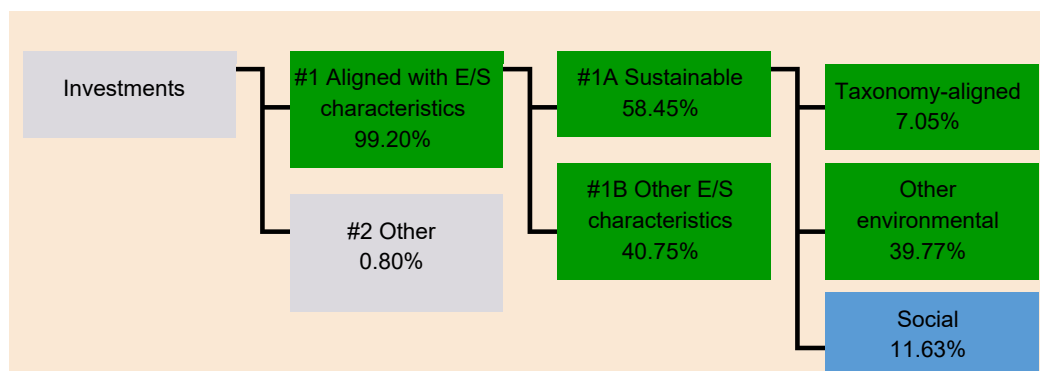 Investments
#1 Aligned with E/S
characteristics
99.20%
#2 Other
0.80%
#1A Sustainable
58.45%
#1B Other E/S
characteristics
40.75%
Taxonomy-aligned
7.05%
Other
environmental
39.77%
Social
11.63%